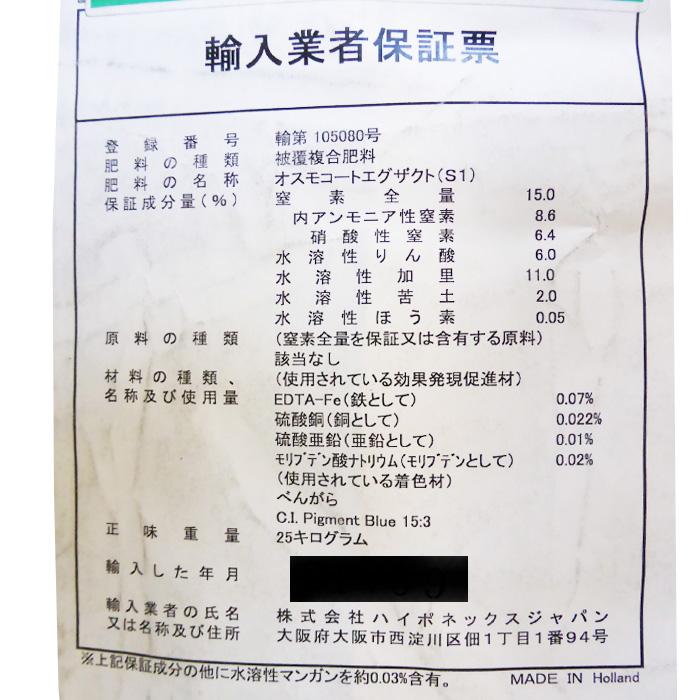 輸入業者保証票
登録番号 輸第 105080号
肥料の種類 被覆複合肥料
肥料の名称 オスモコートエグザクト(S1)
保証成分量(%) 窒素全量 15.0
内アンモニア性窒素 8.6
硝酸性窒素 6.4
水溶性りん酸 6.0
水溶性加里 11.0
水溶性苦土 2.0
水溶性ほう素 0.05
原料の種類 (窒素全量を保証又は含有する原料)
該当なし
材料の種類、 (使用されている効果発現促進材)
名称及び使用量 EDTA-Fe(鉄として) 0.07%
硫酸銅(銅として) 0.022%
硫酸亜鉛(亜鉛として) 0.01%
モリブデン酸ナトリウム(モリブデンとして) 0.02%
(使用されている着色材)
べんがら
C.I. Pigment Blue 15:3
正味重量 25キログラム
輸入した年月
輸入業者の氏名 株式会社ハイポネックスジャパン
又は名称及び住所 大阪府大阪市西淀川区佃1丁目1番94号
※上記保証成分の他に水溶性マンガンを約0.03%含有。 MADE IN Holland